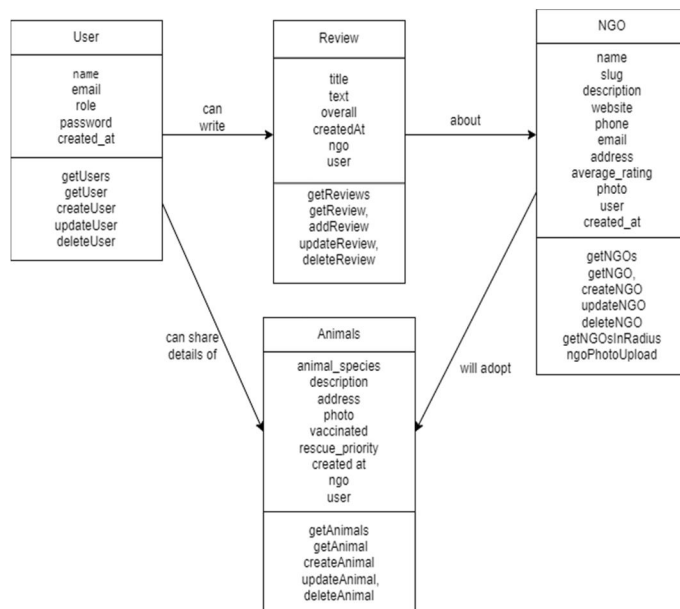 User
name
email
role
password
created_at
getUsers
getUser
createUser
updateUser
deleteUser
can
write
Review
title
text
overall
createdAt
ngo
user
getReviews
getReview,
addReview
updateReview,
deleteReview
about
NGO
name
slug
description
website
phone
email
address
average_rating
photo
user
created_at
getNGOs
getNGO,
createNGO
updateNGO
deleteNGO
getNGOsInRadius
ngoPhotoUpload
can share
details of
will adopt
Animals
animal_species
description
address
photo
vaccinated
rescue_priority
created at
ngo
user
getAnimals
getAnimal
createAnimal
updateAnimal,
deleteAnimal